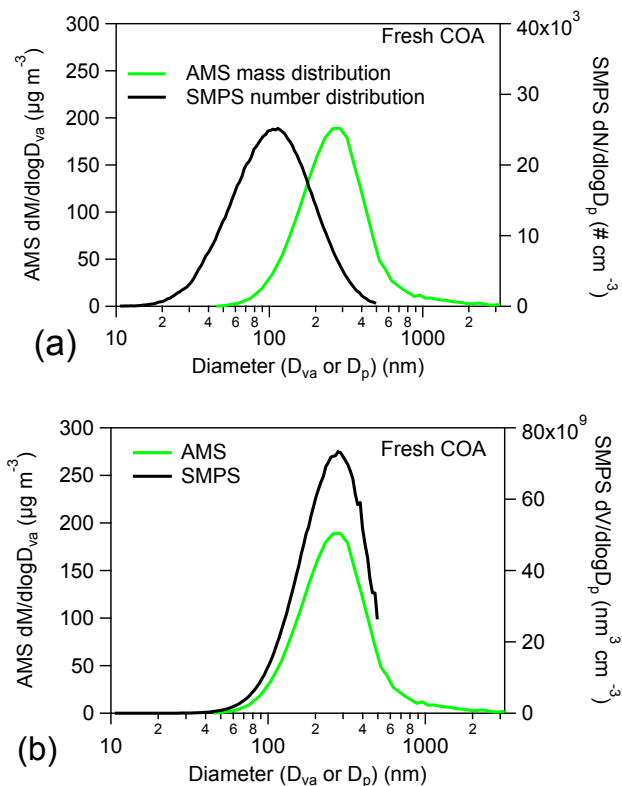 300
250
200
150
100
50
0
AMS dM/dlogDva (µg m-3)
Fresh COA
AMS mass distribution
SMPS number distribution
40x10³
30
20
10
0
SMPS dN/dlogDp (# cm-3)
10 2 4 6 8 100 2 4 6 8 1000 2
Diameter (Dva or Dp) (nm)
(a)
300
250
200
150
100
50
0
AMS dM/dlogDva (µg m-3)
Fresh COA
AMS
SMPS
80x10⁹
60
40
20
0
SMPS dV/dlogDp (nm³ cm-3)
10 2 4 6 8 100 2 4 6 8 1000 2
Diameter (Dva or Dp) (nm)
(b)